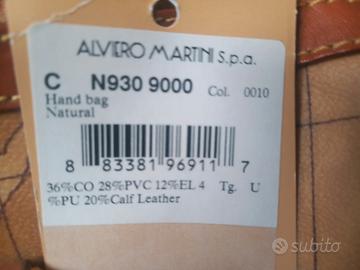 ALVIERO MARTINI S.p.a.
C N930 9000 Col. 0010
Hand bag
Natural
8 83381 96911 7
36%CO 28%PVC 12%EL 4 Tg. U
%PU 20%Calf Leather
subito